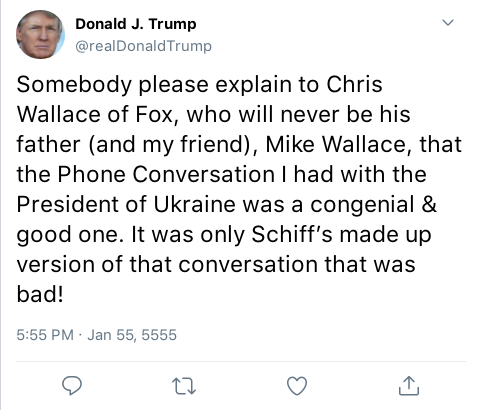 Donald J. Trump
@realDonaldTrump
Somebody please explain to Chris
Wallace of Fox, who will never be his
father (and my friend), Mike Wallace, that
the Phone Conversation I had with the
President of Ukraine was a congenial &
good one. It was only Schiff’s made up
version of that conversation that was
bad!
5:55 PM · Jan 55, 5555